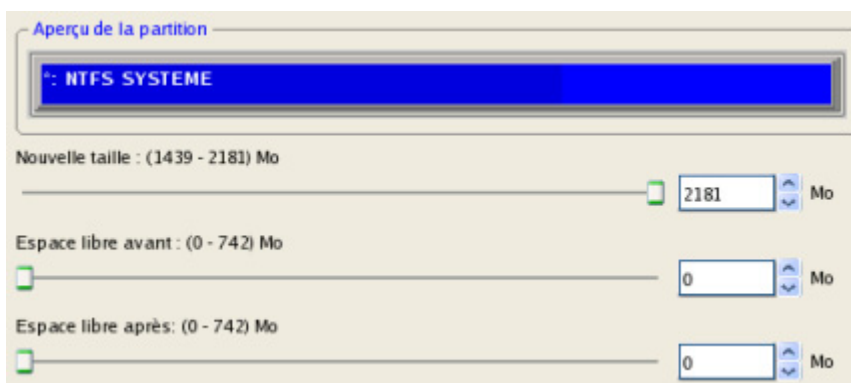 Aperçu de la partition
*: NTFS SYSTEME
Nouvelle taille : (1439 - 2181) Mo
2181 Mo
Espace libre avant : (0 - 742) Mo
0 Mo
Espace libre après: (0 - 742) Mo
0 Mo